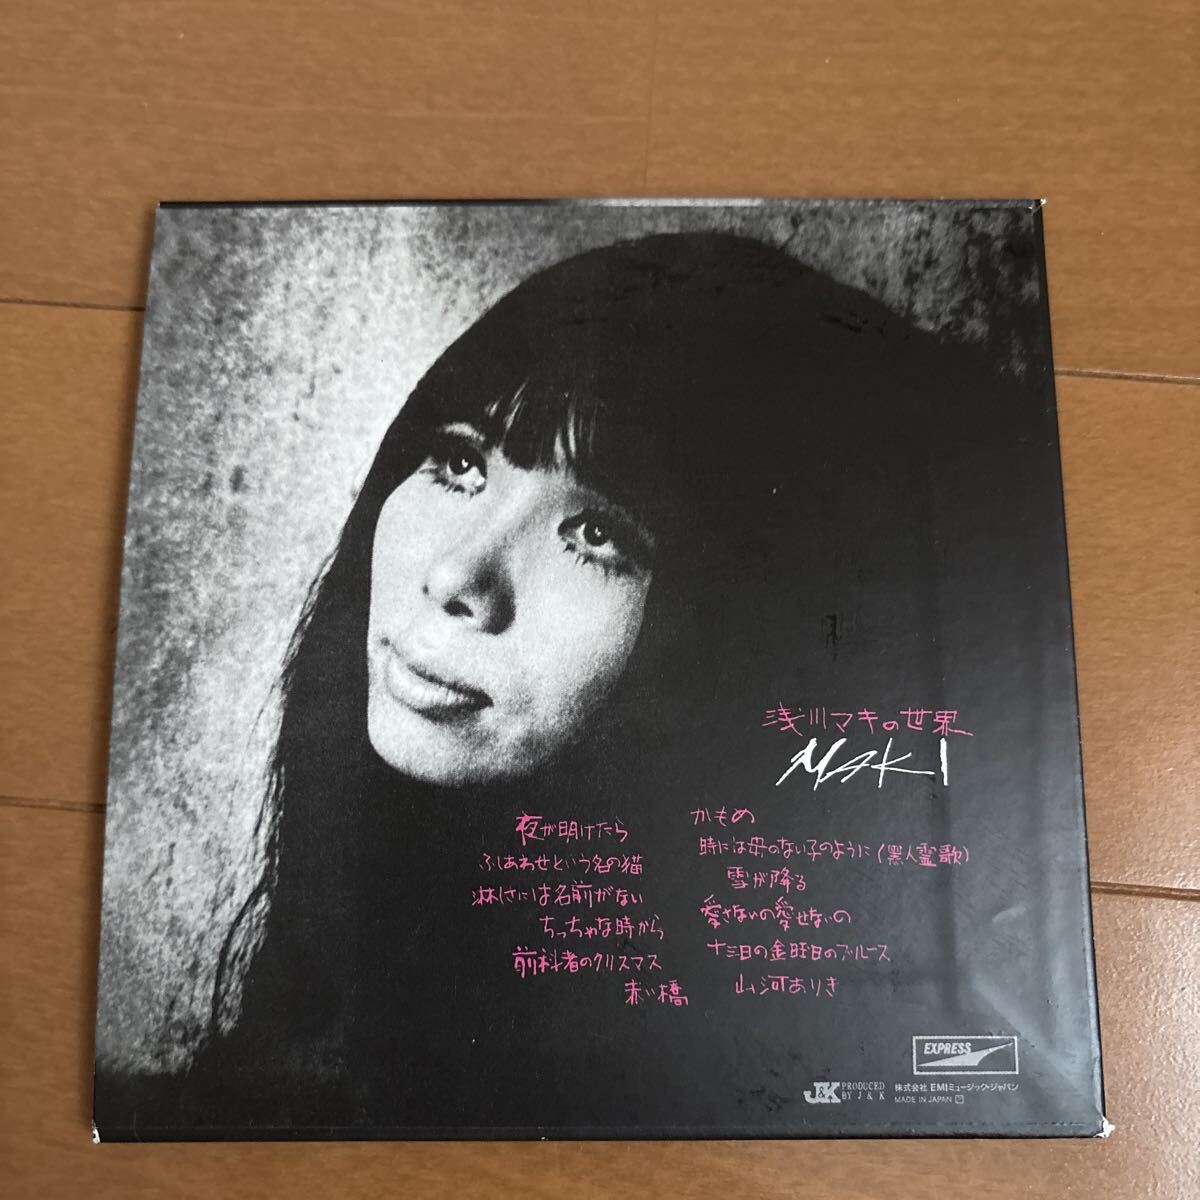 浅川マキの世界
MAKI
夜が明けたら
ふしあわせという名の猫
淋しさには名前がない
ちっちゃな時から
前科者のクリスマス
赤い橋
かもめ
時には母のない子のように(黒人霊歌)
雪が降る
愛さないの愛せないの
十三日の金曜日のブルース
山河ありき
EXPRESS
J&K PRODUCED
BY J & K
株式会社 EMIミュージック・ジャパン
MADE IN JAPAN